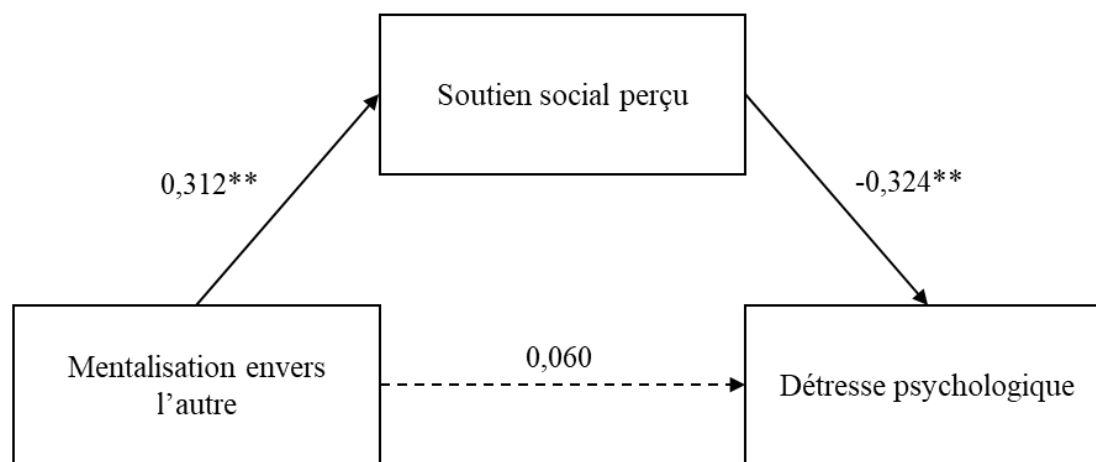 Soutien social perçu
0,312**
-0,324**
Mentalisation envers
l’autre
0,060
Détresse psychologique